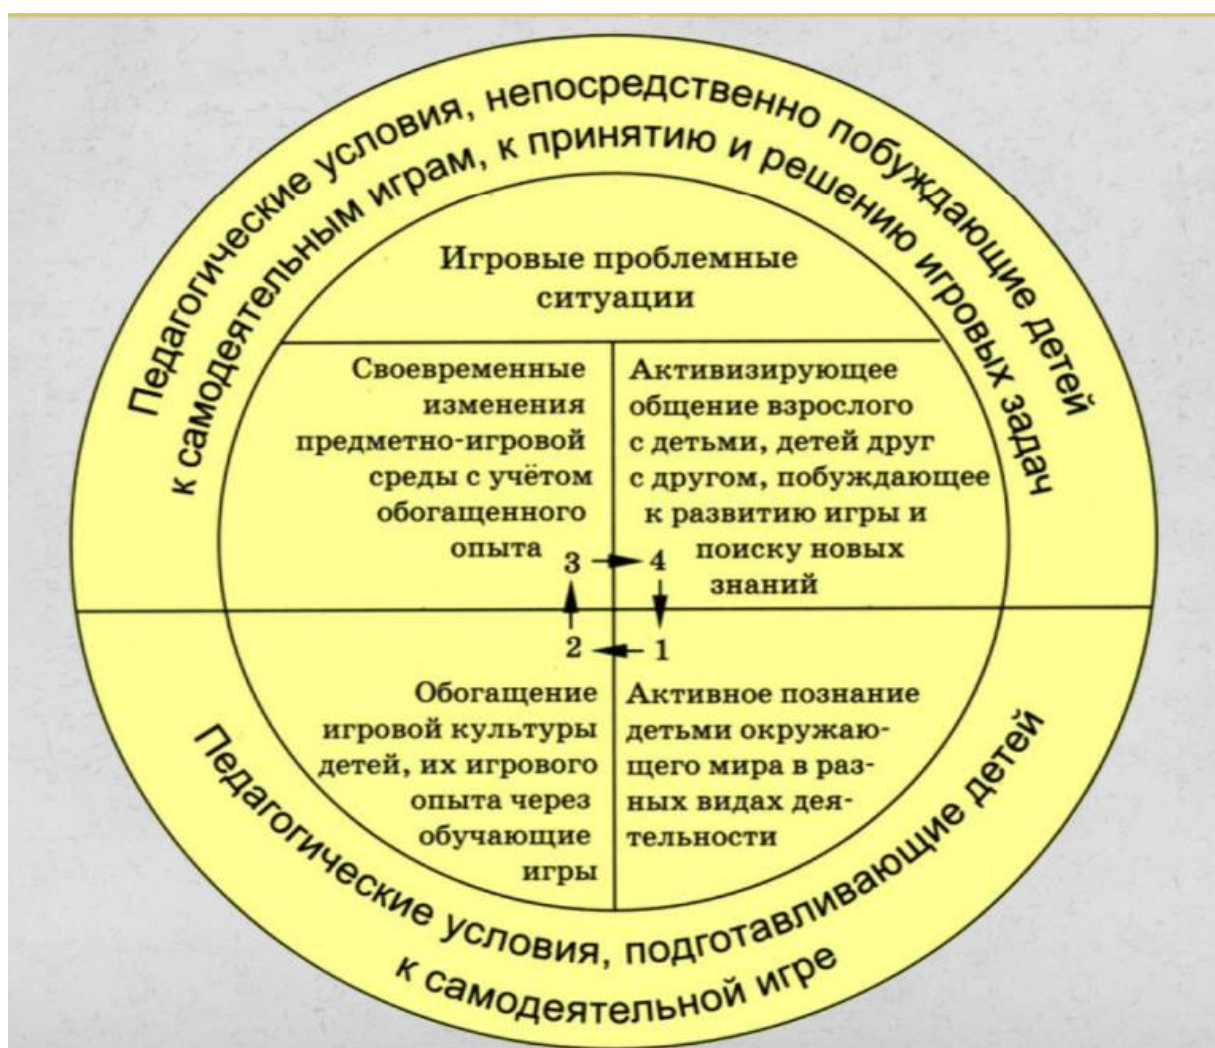 Педагогические условия, непосредственно побуждающие детей
к самодеятельным играм, к принятию и решению игровых задач
Игровые проблемные
ситуации
Своевременные
изменения
предметно-игровой
среды с учётом
обогащенного
опыта
3
Активизирующее
общение взрослого
с детьми, детей друг
с другом, побуждающее
к развитию игры и
поиску новых
знаний
4
2
Обогащение
игровой культуры
детей, их игрового
опыта через
обучающие
игры
1
Активное познание
детьми окружаю-
щего мира в раз-
ных видах дея-
тельности
Педагогические условия, подготавливающие детей
к самодеятельной игре